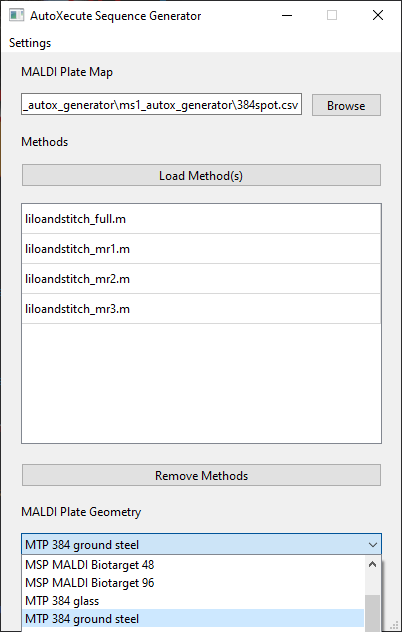 AutoXecute Sequence Generator
Settings
MALDI Plate Map
_autox_generator\ms1_autox_generator\384spot.csv
Browse
Methods
Load Method(s)
liloandstitch_full.m
liloandstitch_mr1.m
liloandstitch_mr2.m
liloandstitch_mr3.m
Remove Methods
MALDI Plate Geometry
MTP 384 ground steel
MSP MALDI Biotarget 48
MSP MALDI Biotarget 96
MTP 384 glass
MTP 384 ground steel